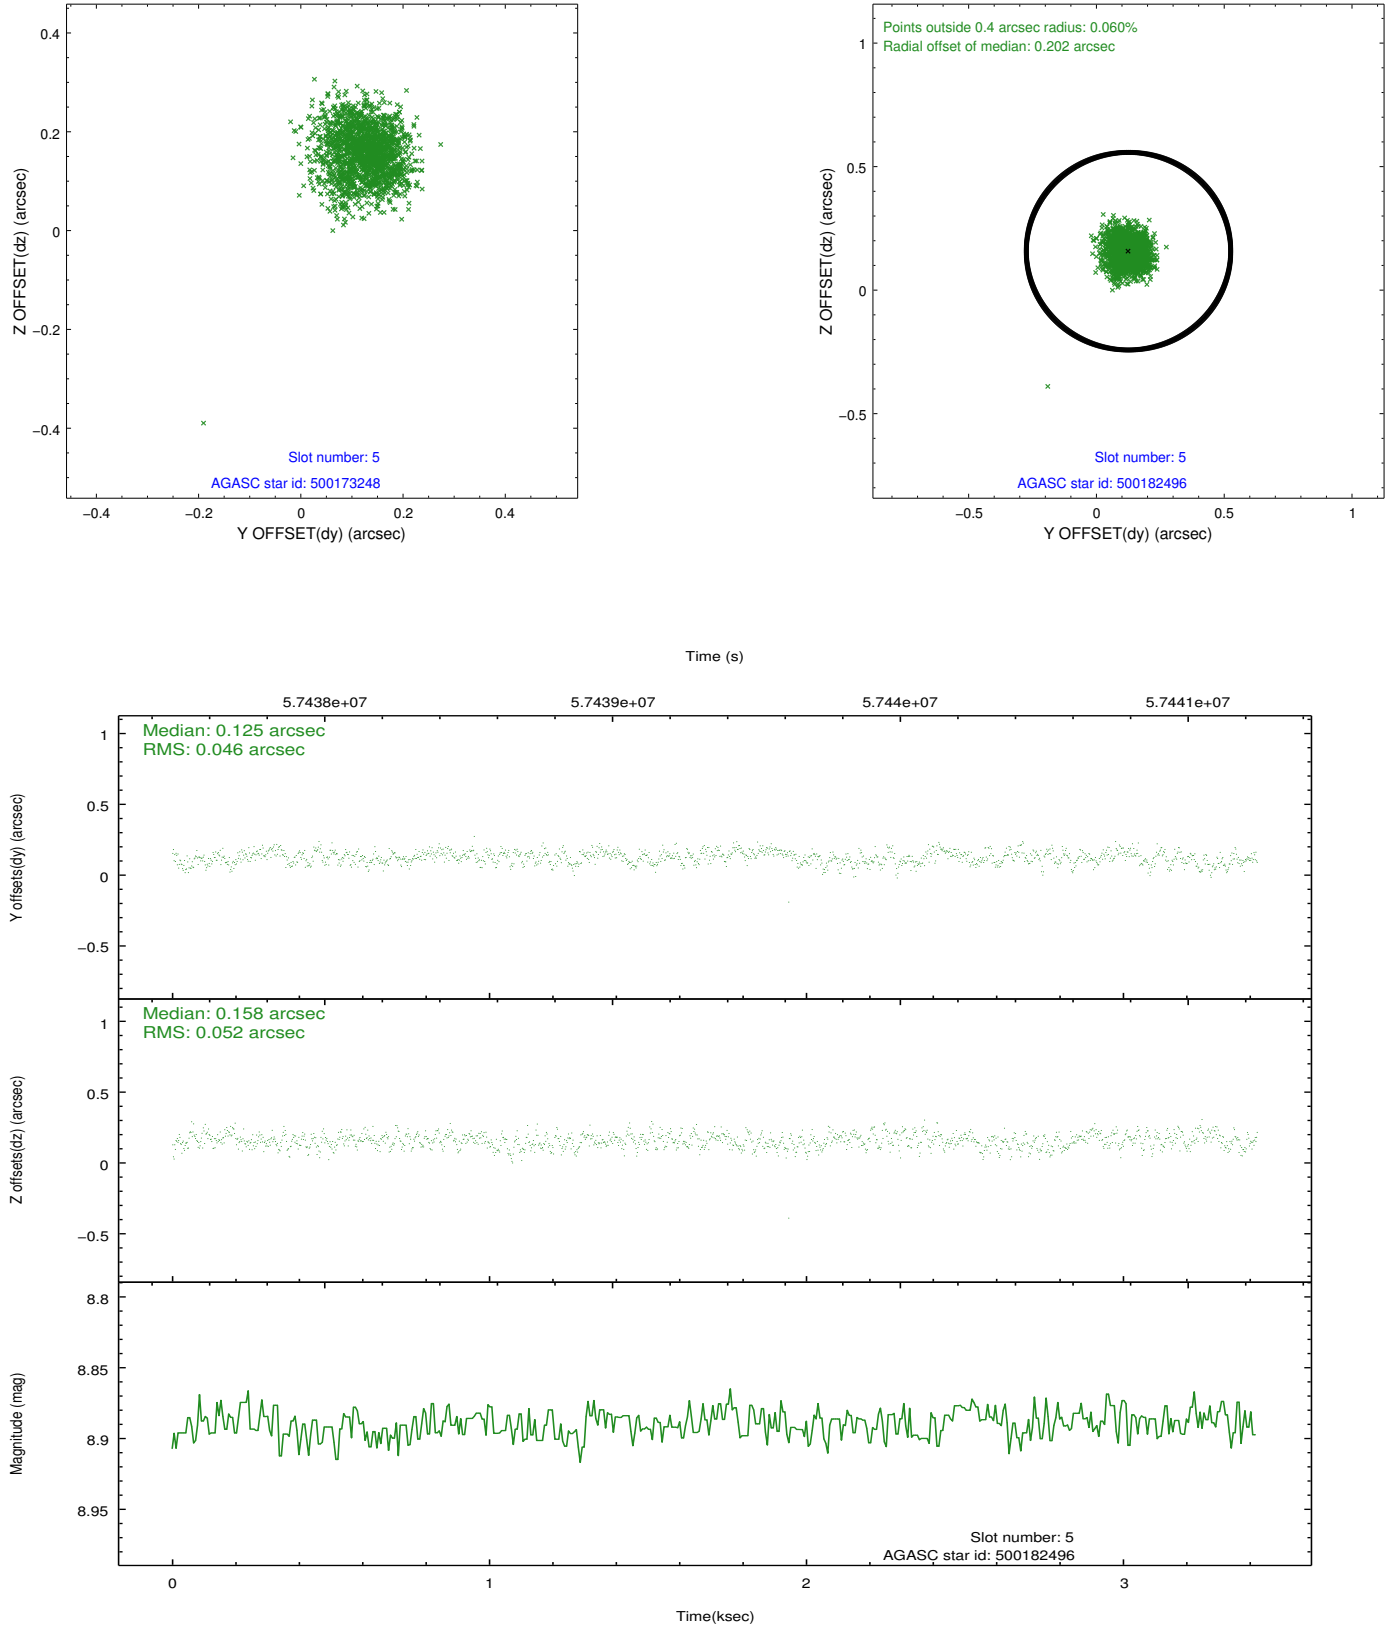 0.4
0.2
0
−0.2
−0.4
Z OFFSET(dz) (arcsec)
Slot number: 5
AGASC star id: 500173248
−0.4
−0.2
0
0.2
0.4
Y OFFSET(dy) (arcsec)
Points outside 0.4 arcsec radius: 0.060%
Radial offset of median: 0.202 arcsec
1
0.5
0
−0.5
Z OFFSET(dz) (arcsec)
Slot number: 5
AGASC star id: 500182496
−0.5
0
0.5
1
Y OFFSET(dy) (arcsec)
Time (s)
5.7438e+07
5.7439e+07
5.744e+07
5.7441e+07
Median: 0.125 arcsec
RMS: 0.046 arcsec
1
0.5
0
−0.5
Y offsets(dy) (arcsec)
Median: 0.158 arcsec
RMS: 0.052 arcsec
1
0.5
0
−0.5
Z offsets(dz) (arcsec)
8.8
8.85
8.9
8.95
Magnitude (mag)
Slot number: 5
AGASC star id: 500182496
0
1
2
3
Time(ksec)